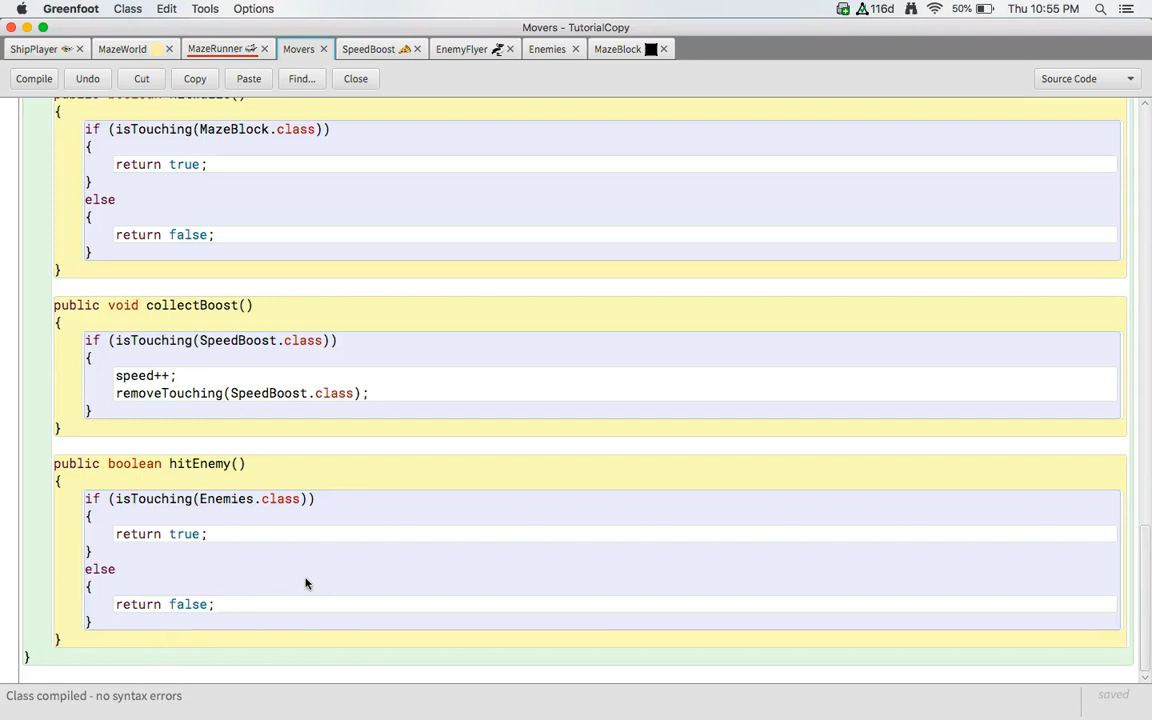 Greenfoot Class Edit Tools Options 116d 50% Thu 10:55 PM
Movers - TutorialCopy
ShipPlayer MazeWorld MazeRunner Movers SpeedBoost EnemyFlyer Enemies MazeBlock
Compile Undo Cut Copy Paste Find... Close Source Code
{
if (isTouching(MazeBlock.class))
{
return true;
}
else
{
return false;
}
}
public void collectBoost()
{
if (isTouching(SpeedBoost.class))
{
speed++;
removeTouching(SpeedBoost.class);
}
}
public boolean hitEnemy()
{
if (isTouching(Enemies.class))
{
return true;
}
else
{
return false;
}
}
}
Class compiled - no syntax errors saved